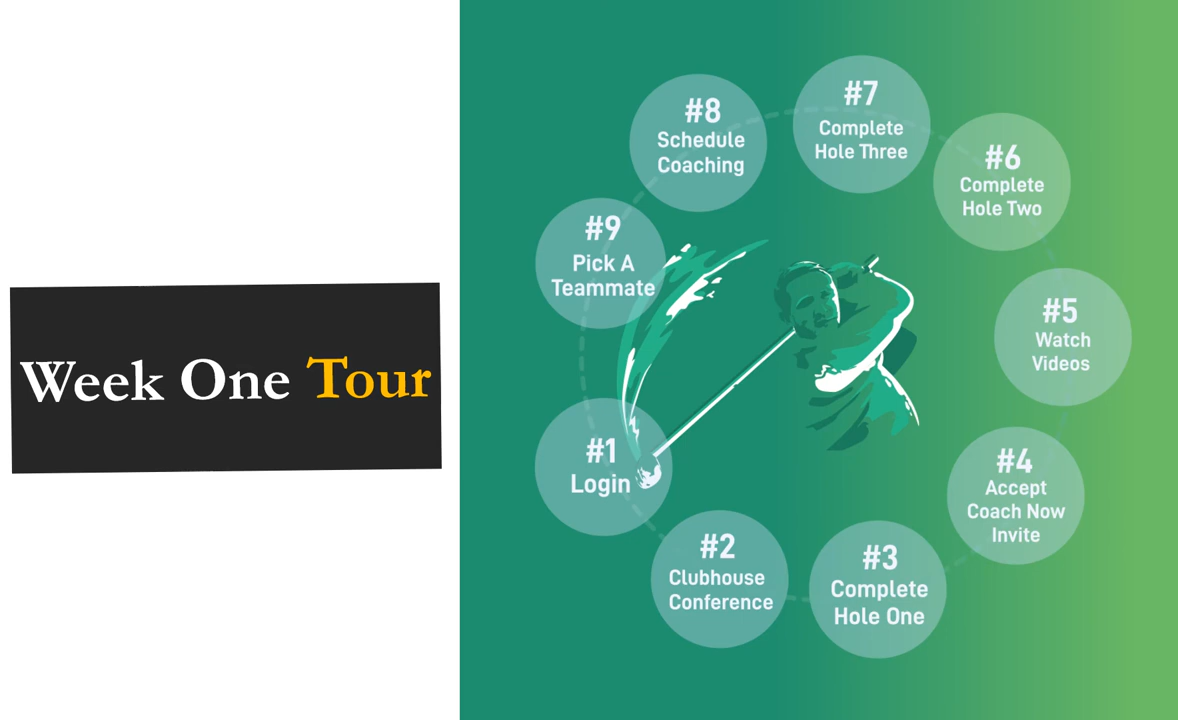 Week One Tour
#1
Login
#2
Clubhouse
Conference
#3
Complete
Hole One
#4
Accept
Coach Now
Invite
#5
Watch
Videos
#6
Complete
Hole Two
#7
Complete
Hole Three
#8
Schedule
Coaching
#9
Pick A
Teammate